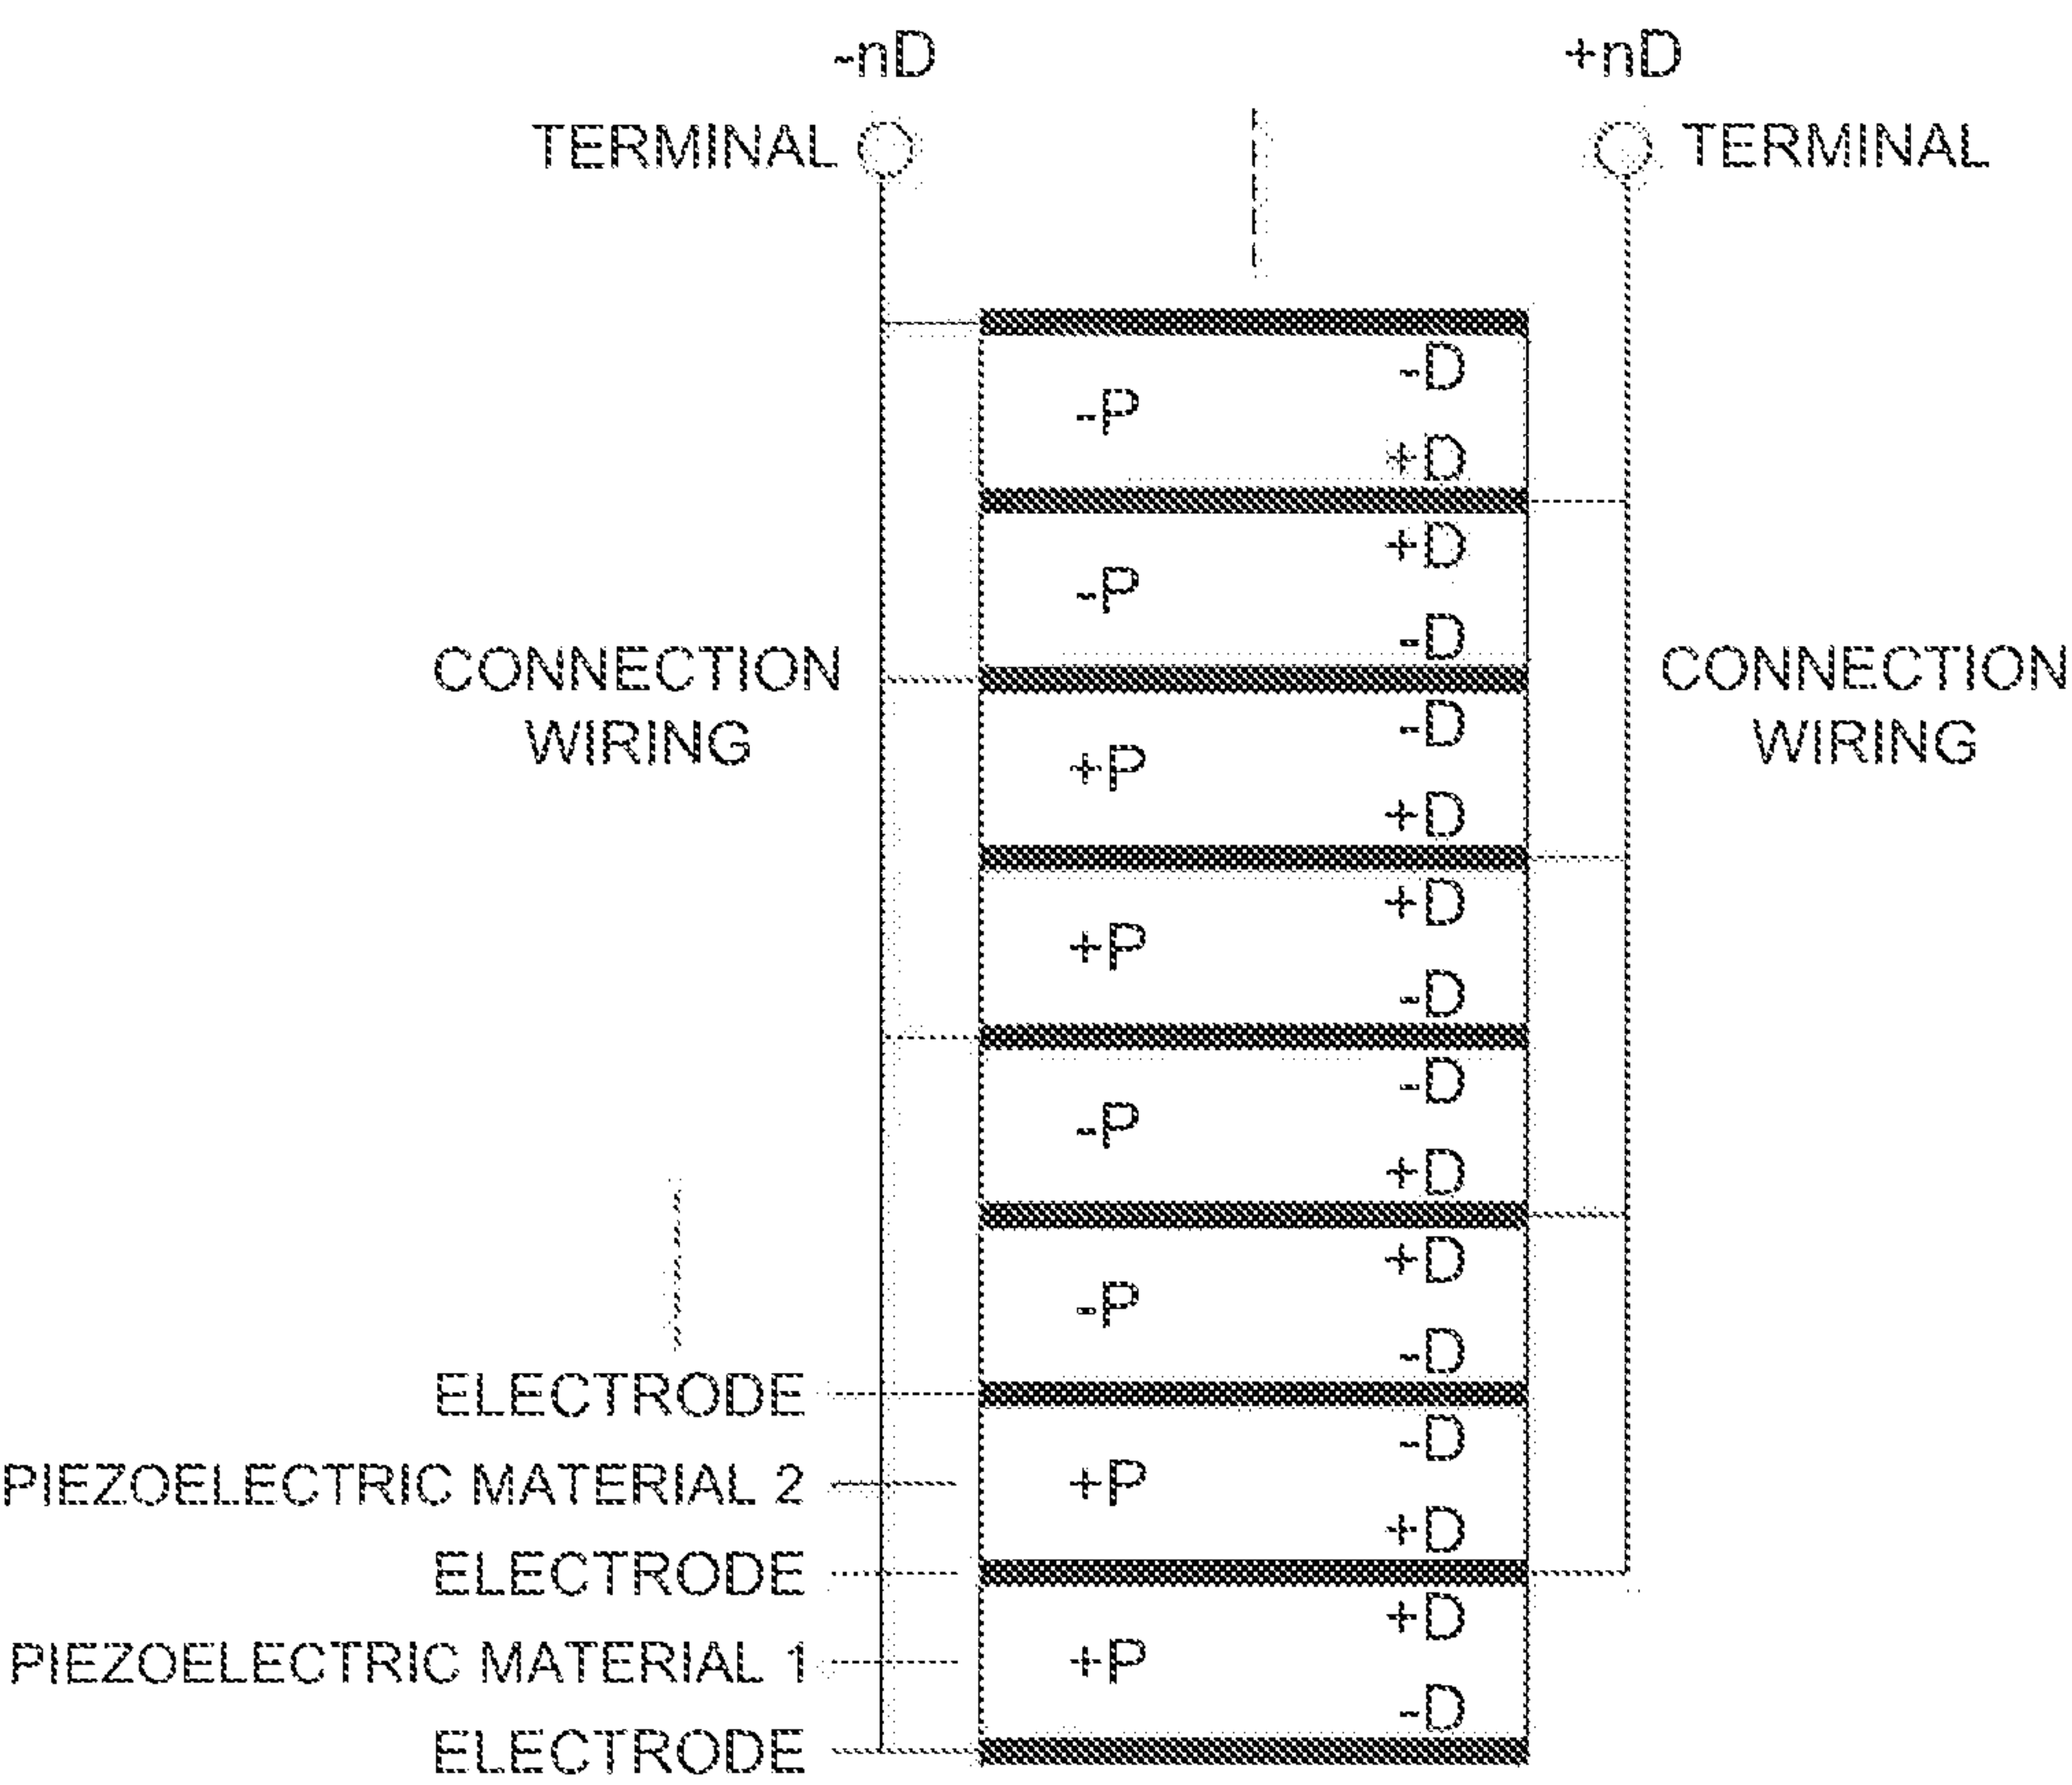 -nD +nD
TERMINAL TERMINAL
-D
-P
+D
+D
-P
-D
CONNECTION WIRING
CONNECTION WIRING
-D
+P
+D
+D
+P
-D
-D
-P
+D
+D
-P
-D
ELECTRODE
-D
PIEZOELECTRIC MATERIAL 2 +P
+D
ELECTRODE
+D
PIEZOELECTRIC MATERIAL 1 +P
-D
ELECTRODE